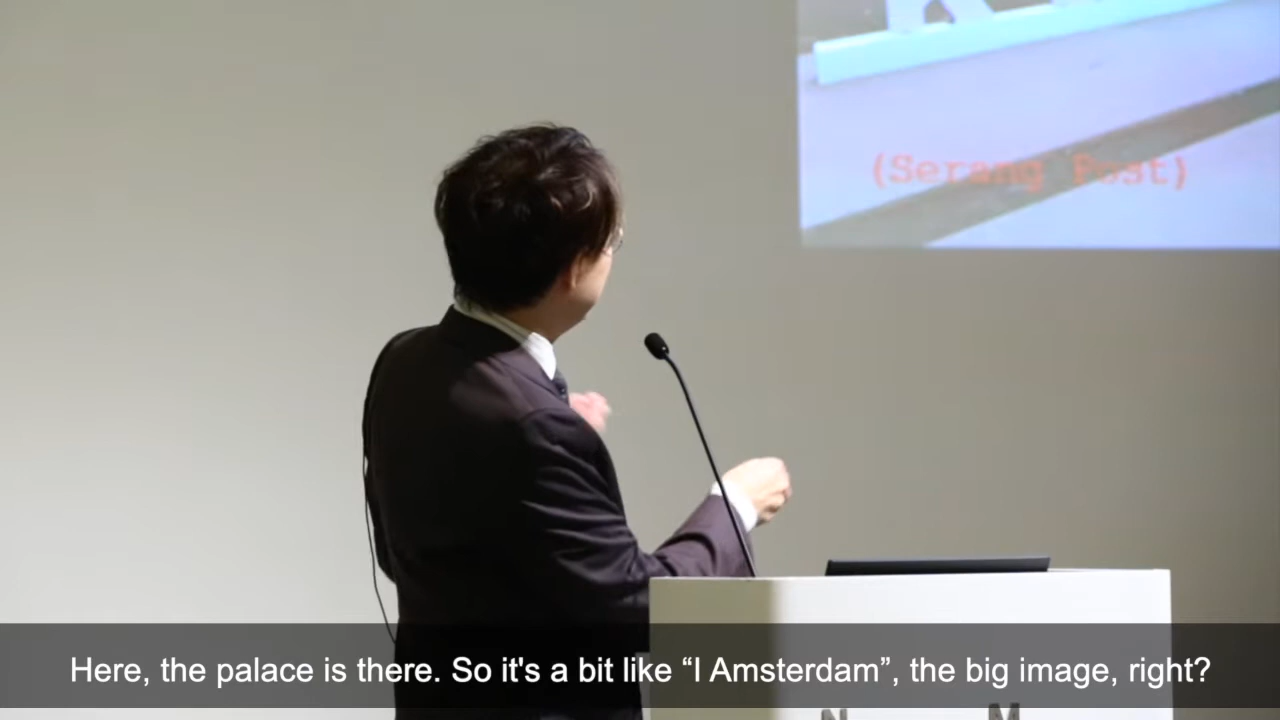 (Serang Post)
Here, the palace is there. So it's a bit like “I Amsterdam”, the big image, right?
N M